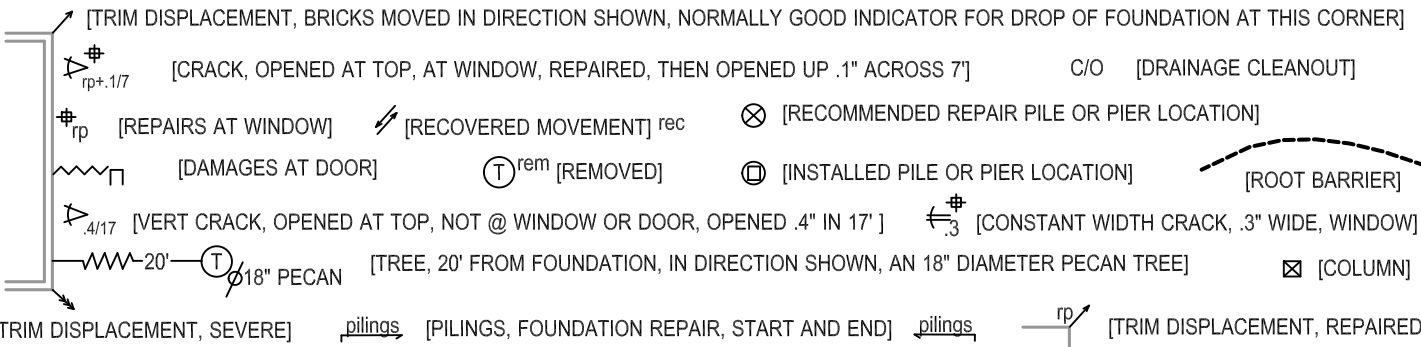 [TRIM DISPLACEMENT, BRICKS MOVED IN DIRECTION SHOWN, NORMALLY GOOD INDICATOR FOR DROP OF FOUNDATION AT THIS CORNER]
rp+.1/7 [CRACK, OPENED AT TOP, AT WINDOW, REPAIRED, THEN OPENED UP .1" ACROSS 7'] C/O [DRAINAGE CLEANOUT]
rp [REPAIRS AT WINDOW] [RECOVERED MOVEMENT] rec [RECOMMENDED REPAIR PILE OR PIER LOCATION]
[DAMAGES AT DOOR] T rem [REMOVED] [INSTALLED PILE OR PIER LOCATION] [ROOT BARRIER]
.4/17 [VERT CRACK, OPENED AT TOP, NOT @ WINDOW OR DOOR, OPENED .4" IN 17' ] .3 [CONSTANT WIDTH CRACK, .3" WIDE, WINDOW]
20' T ϕ18" PECAN [TREE, 20' FROM FOUNDATION, IN DIRECTION SHOWN, AN 18" DIAMETER PECAN TREE] [COLUMN]
TRIM DISPLACEMENT, SEVERE] pilings [PILINGS, FOUNDATION REPAIR, START AND END] pilings rp [TRIM DISPLACEMENT, REPAIRED